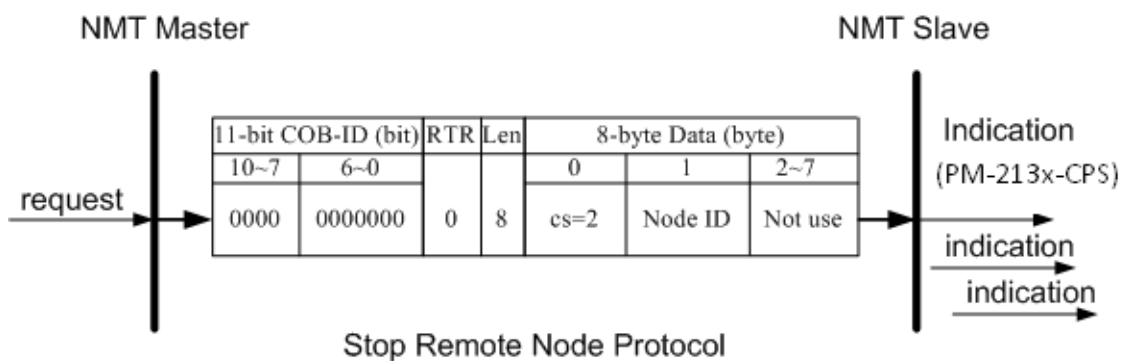 NMT Master
NMT Slave
11-bit COB-ID (bit) RTR Len 8-byte Data (byte)
10~7 6~0 0 1 2~7
0000 0000000 0 8 cs=2 Node ID Not use
request
Indication
(PM-213x-CPS)
indication
indication
Stop Remote Node Protocol